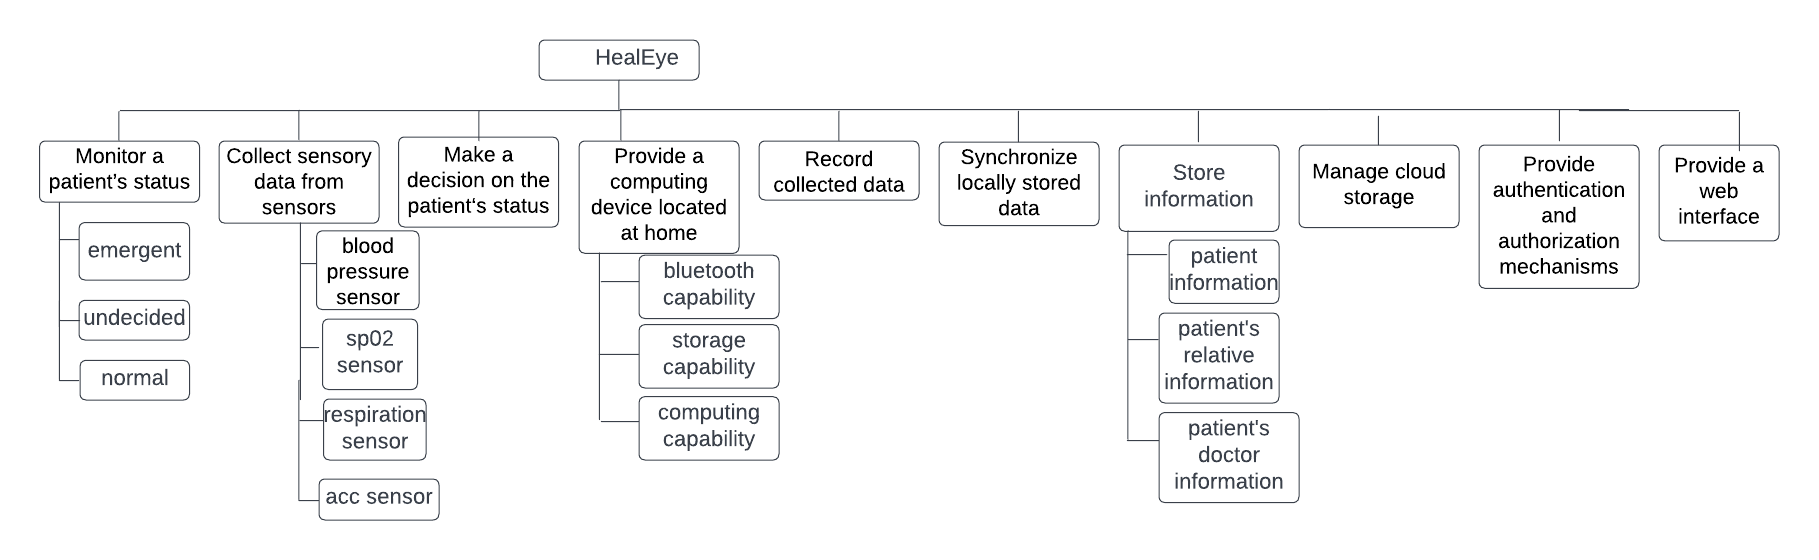 HealEye
Monitor a
patient’s status
emergent
undecided
normal
Collect sensory
data from
sensors
blood
pressure
sensor
sp02
sensor
respiration
sensor
acc sensor
Make a
decision on the
patient‘s status
Provide a
computing
device located
at home
bluetooth
capability
storage
capability
computing
capability
Record
collected data
Synchronize
locally stored
data
Store
information
patient
information
patient's
relative
information
patient's
doctor
information
Manage cloud
storage
Provide
authentication
and
authorization
mechanisms
Provide a
web
interface